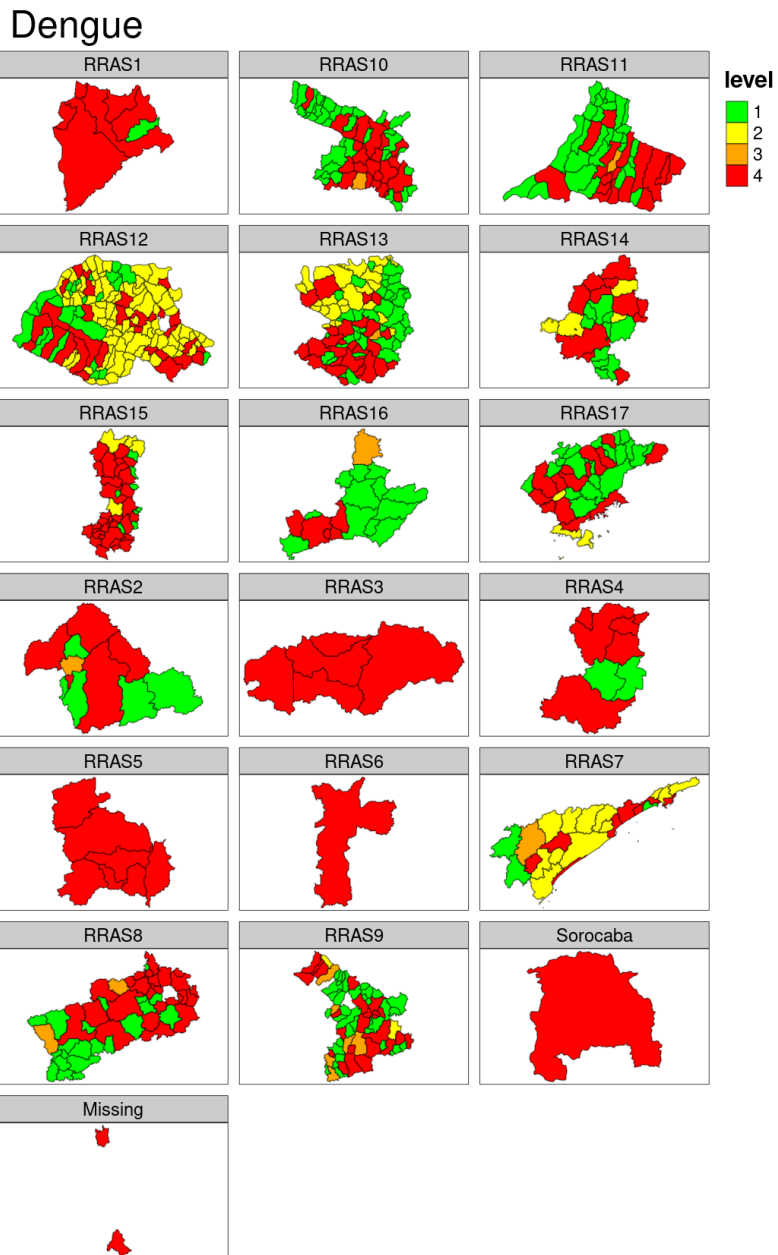 Dengue
RRAS1
RRAS10
RRAS11
level
1
2
3
4
RRAS12
RRAS13
RRAS14
RRAS15
RRAS16
RRAS17
RRAS2
RRAS3
RRAS4
RRAS5
RRAS6
RRAS7
RRAS8
RRAS9
Sorocaba
Missing